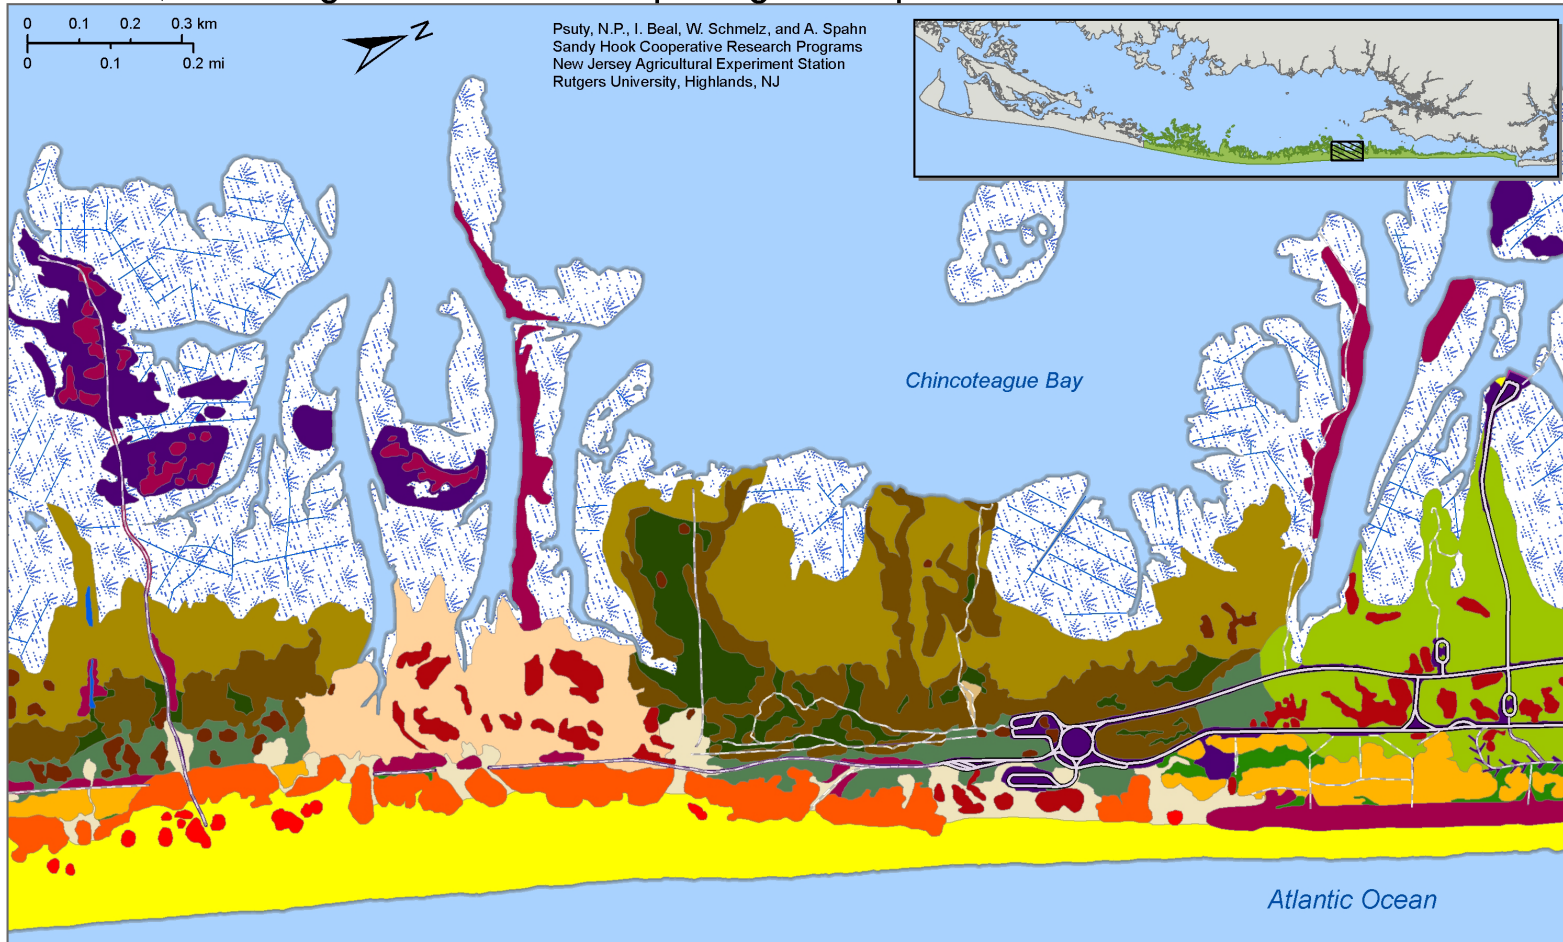 0 0.1 0.2 0.3 km
0 0.1 0.2 mi
N
Psuty, N.P., I. Beal, W. Schmelz, and A. Spahn
Sandy Hook Cooperative Research Programs
New Jersey Agricultural Experiment Station
Rutgers University, Highlands, NJ
Chincoteague Bay
Atlantic Ocean